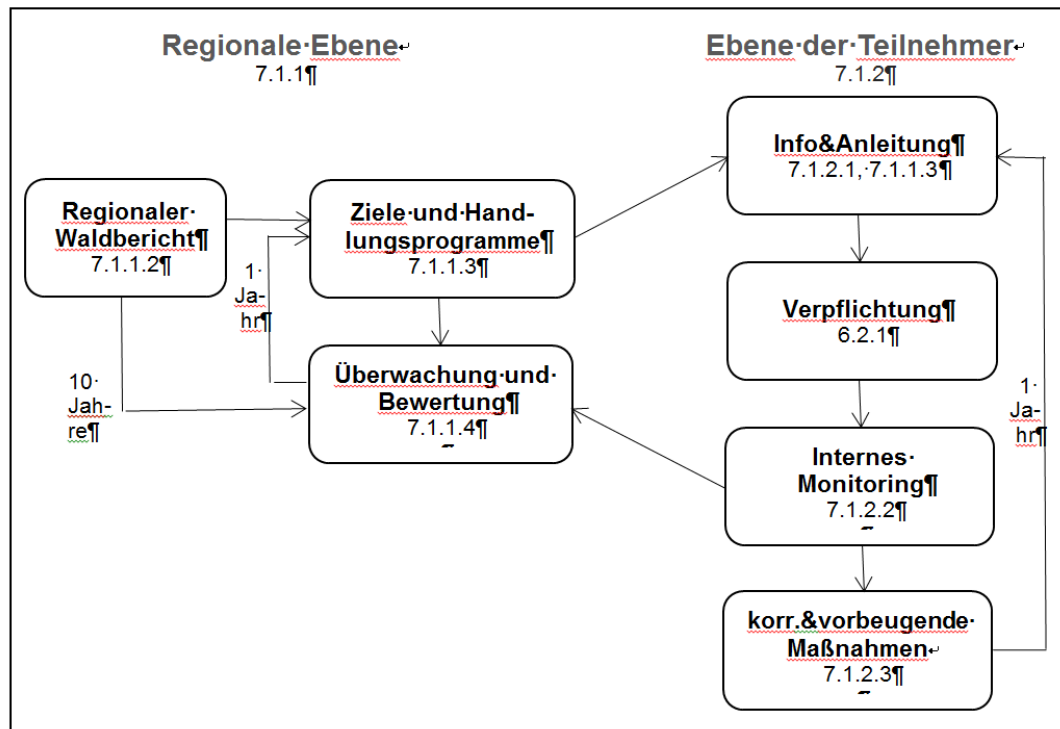 Regionale·Ebene↵
7.1.1¶
Ebene·der·Teilnehmer↵
7.1.2¶
Info&Anleitung¶
7.1.2.1,·7.1.1.3¶
Regionaler·
Waldbericht¶
7.1.1.2¶
Ziele·und·Hand-
lungsprogramme¶
7.1.1.3¶
1·
Ja-
hr¶
Verpflichtung¶
6.2.1¶
10·
Jah-
re¶
Überwachung·und·
Bewertung¶
7.1.1.4¶
¶
1·
Ja-
hr¶
Internes·
Monitoring¶
7.1.2.2¶
¶
korr.&vorbeugende·
Maßnahmen↵
7.1.2.3¶
¶